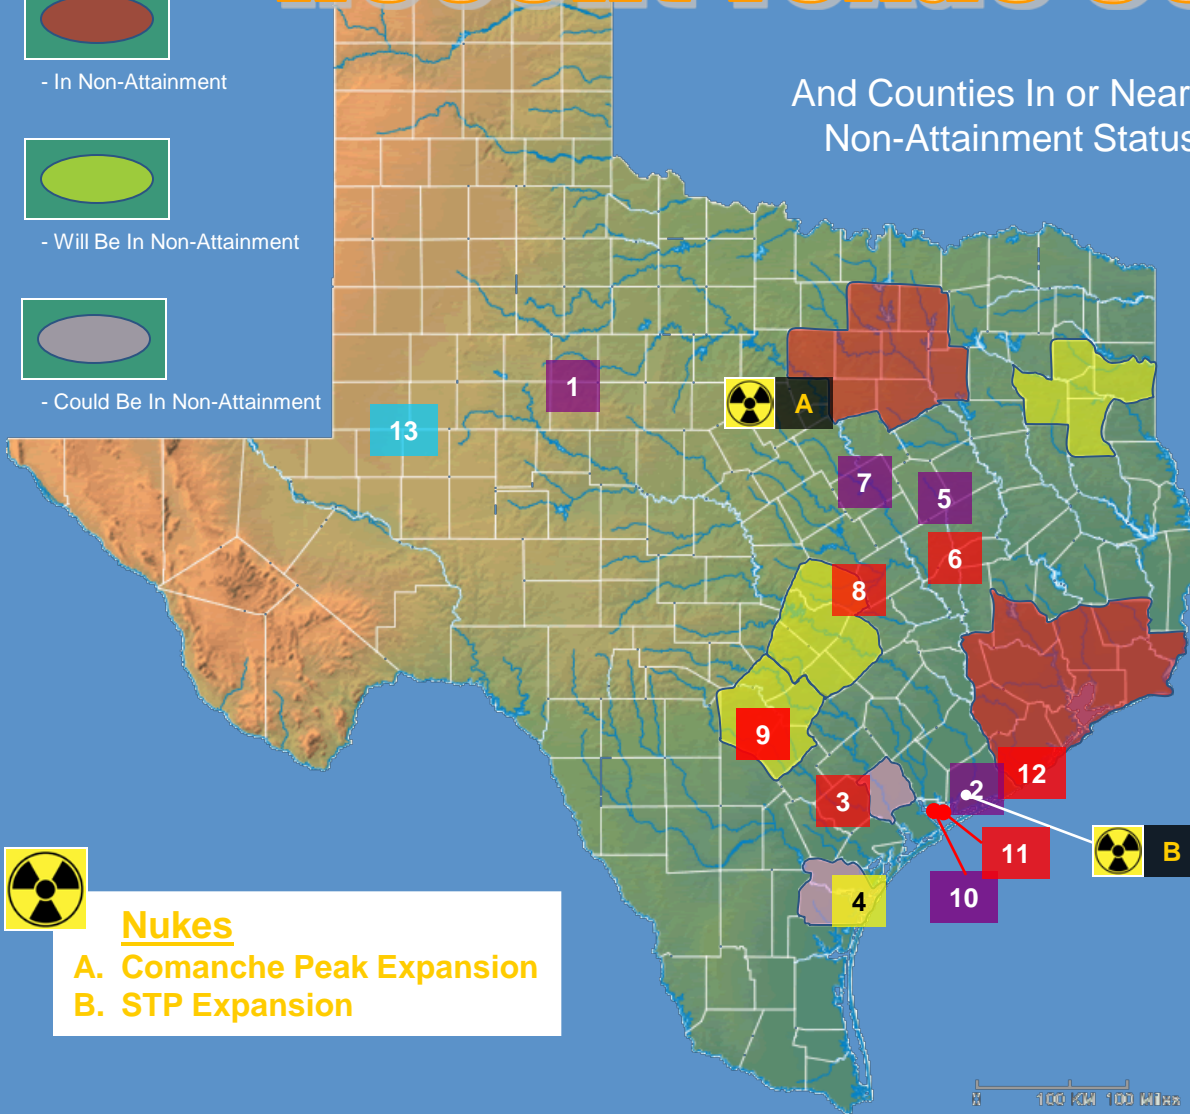 And Counties In or Near
Non-Attainment Status
- In Non-Attainment
- Will Be In Non-Attainment
- Could Be In Non-Attainment
1
13
A
7
5
6
8
9
3
2
12
11
10
4
B
Nukes
A. Comanche Peak Expansion
B. STP Expansion